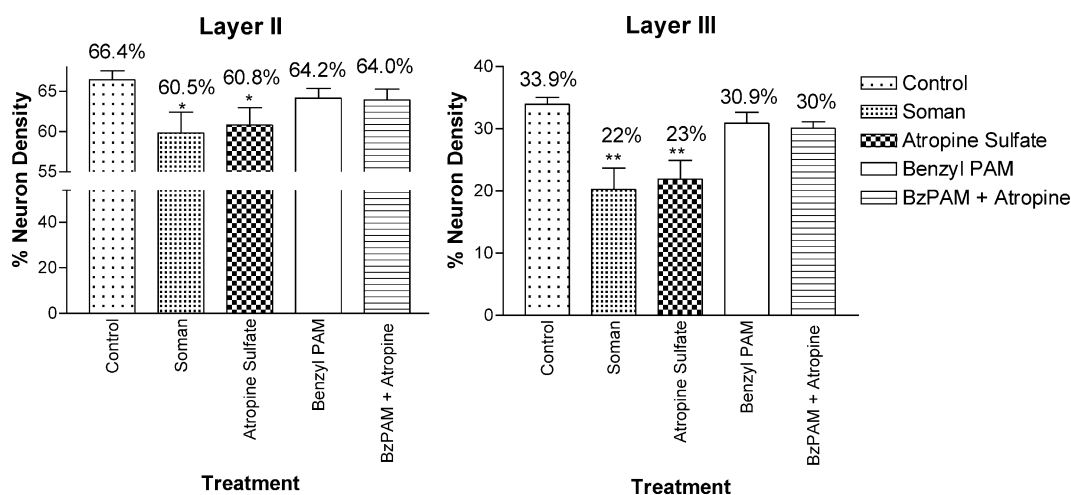 Layer II
66.4%
60.5%
60.8%
64.2%
64.0%
*
*
% Neuron Density
65
60
55
40
20
0
Control
Soman
Atropine Sulfate
Benzyl PAM
BzPAM + Atropine
Treatment
Layer III
33.9%
22%
23%
30.9%
30%
**
**
% Neuron Density
40
30
20
10
0
Control
Soman
Atropine Sulfate
Benzyl PAM
BzPAM + Atropine
Treatment
Control
Soman
Atropine Sulfate
Benzyl PAM
BzPAM + Atropine